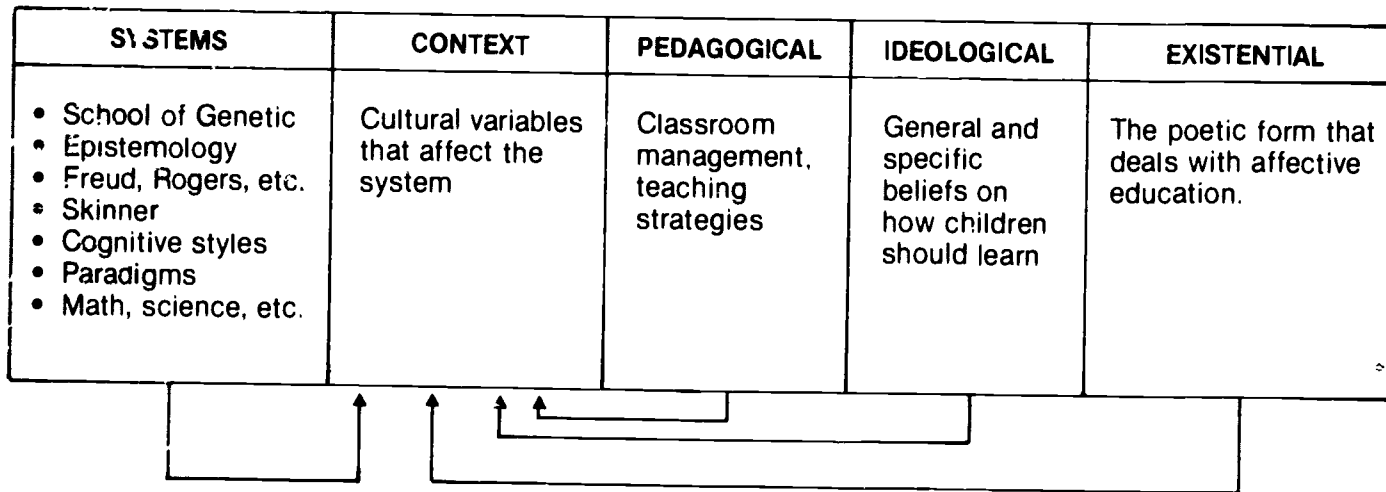 SYSTEMS
• School of Genetic
• Epistemology
• Freud, Rogers, etc.
• Skinner
• Cognitive styles
• Paradigms
• Math, science, etc.
CONTEXT
Cultural variables
that affect the
system
PEDAGOGICAL
Classroom
management,
teaching
strategies
IDEOLOGICAL
General and
specific
beliefs on
how children
should learn
EXISTENTIAL
The poetic form that
deals with affective
education.